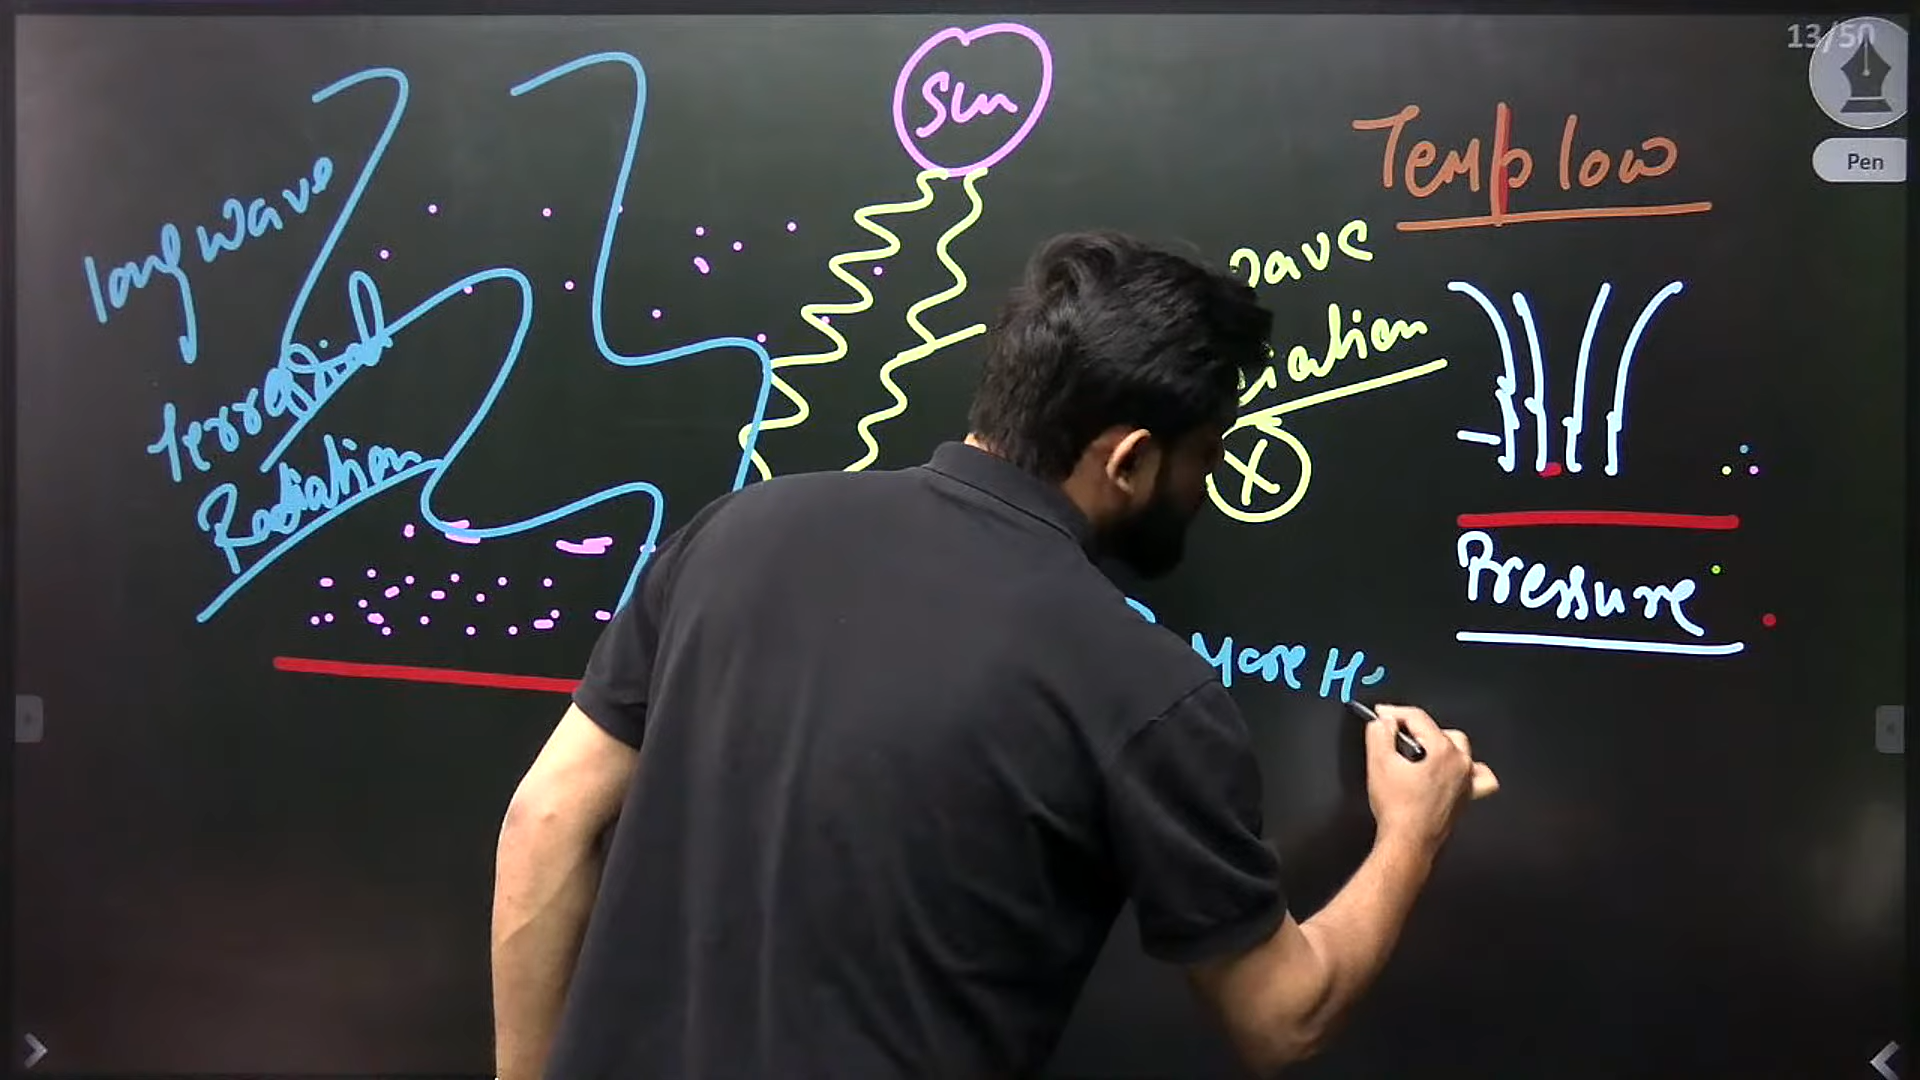 13/50
Pen
Sun
Temp low
long wave
Terrestrial
Radiation
wave
iation
X
Pressure
More H